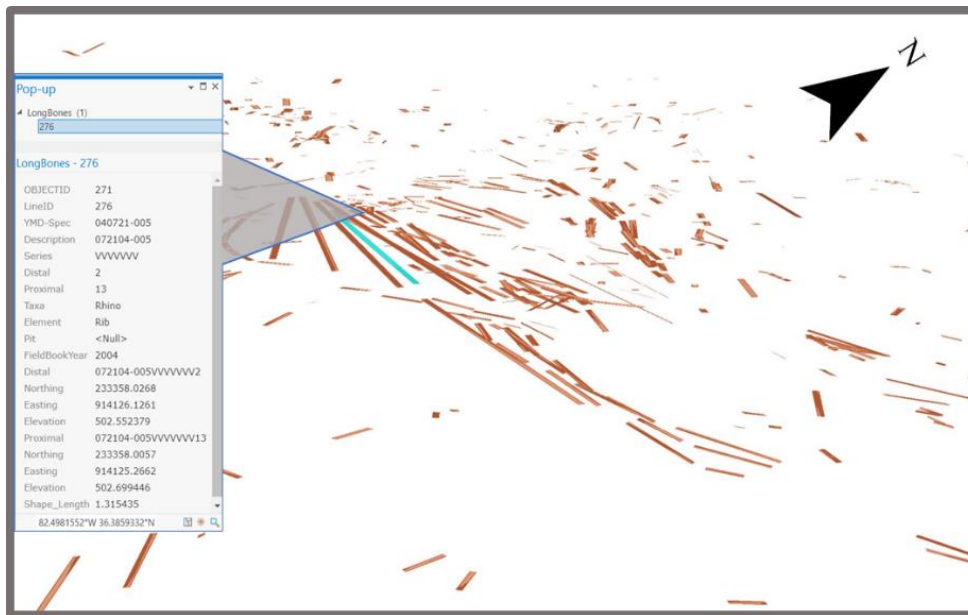 Pop-up
LongBones (1)
276
LongBones - 276
OBJECTID 271
LineID 276
YMD-Spec 040721-005
Description 072104-005
Series VVVVVVV
Distal 2
Proximal 13
Taxa Rhino
Element Rib
Pit <Null>
FieldBookYear 2004
Distal 072104-005VVVVVVV2
Northing 233358.0268
Easting 914126.1261
Elevation 502.552379
Proximal 072104-005VVVVVVV13
Northing 233358.0057
Easting 914125.2662
Elevation 502.699446
Shape_Length 1.315435
82.4981552°W 36.3859332°N
N